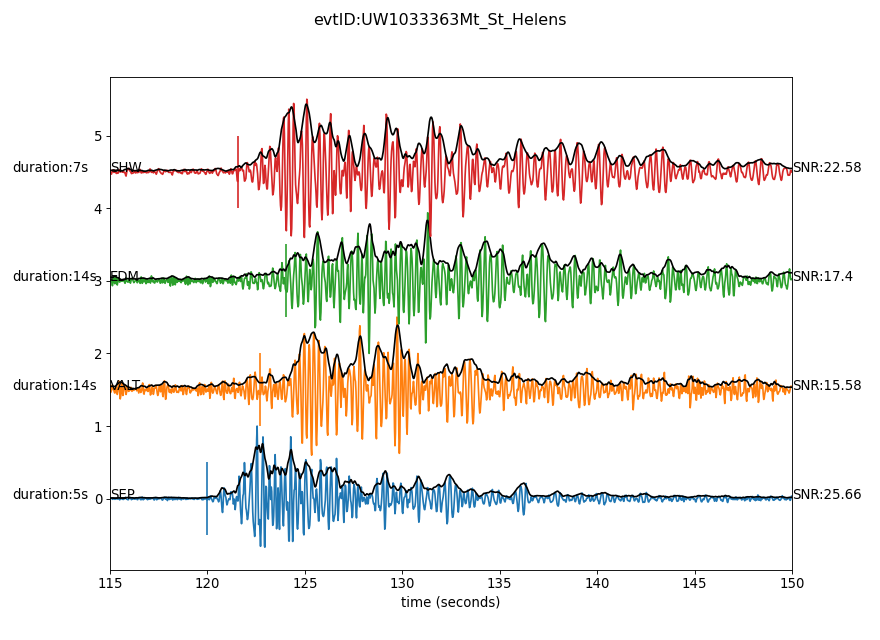 evtID:UW1033363Mt_St_Helens
5
duration:7s SHW SNR:22.58
4
duration:14s EDM SNR:17.4
3
2
duration:14s VALT SNR:15.58
1
duration:5s SEP SNR:25.66
0
115 120 125 130 135 140 145 150
time (seconds)